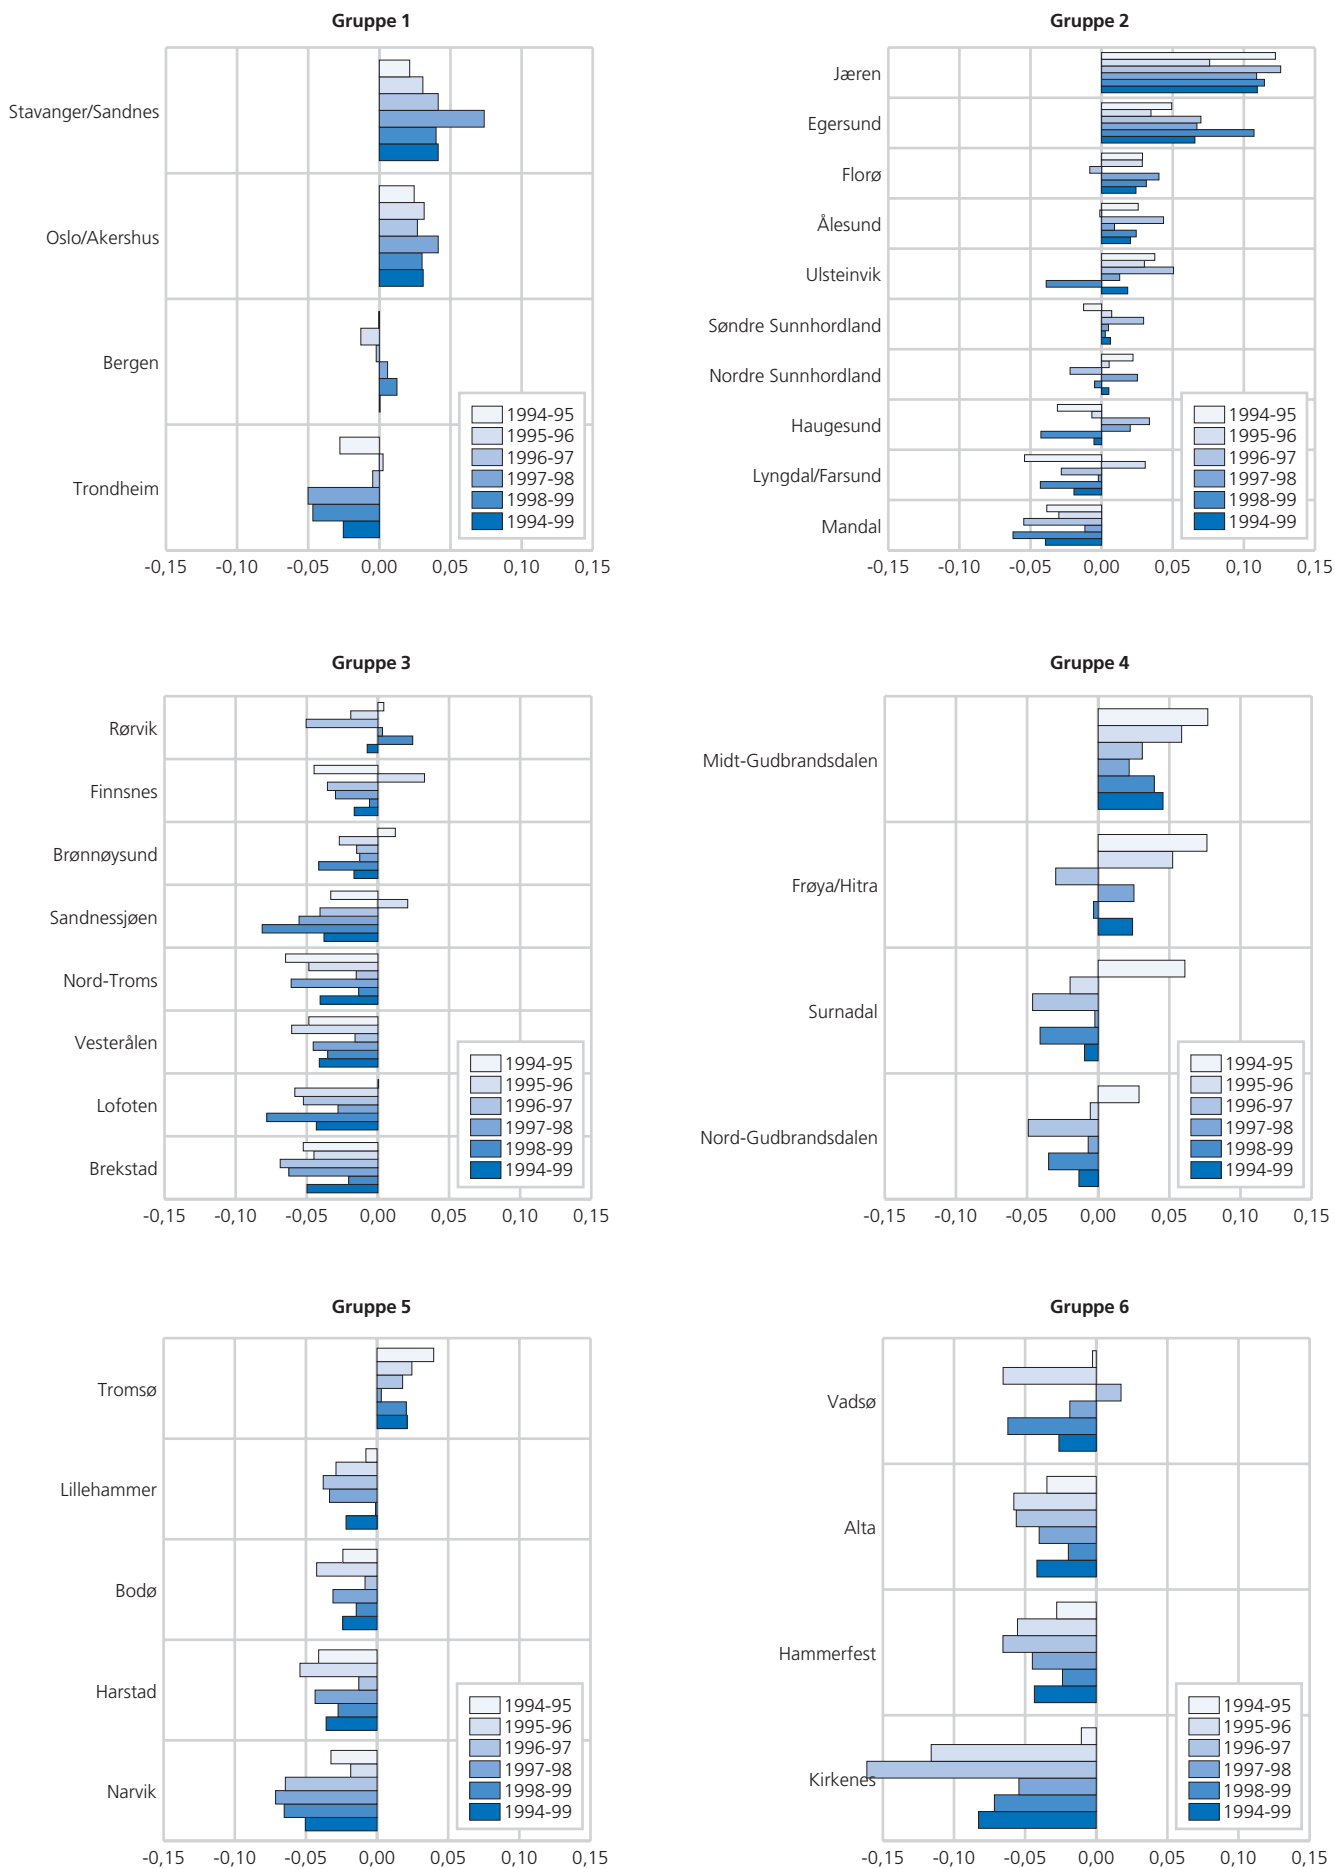 Gruppe 1
Stavanger/Sandnes
Oslo/Akershus
Bergen
Trondheim
1994-95
1995-96
1996-97
1997-98
1998-99
1994-99
-0,15 -0,10 -0,05 0,00 0,05 0,10 0,15
Gruppe 2
Jæren
Egersund
Florø
Ålesund
Ulsteinvik
Søndre Sunnhordland
Nordre Sunnhordland
Haugesund
Lyngdal/Farsund
Mandal
1994-95
1995-96
1996-97
1997-98
1998-99
1994-99
-0,15 -0,10 -0,05 0,00 0,05 0,10 0,15
Gruppe 3
Rørvik
Finnsnes
Brønnøysund
Sandnessjøen
Nord-Troms
Vesterålen
Lofoten
Brekstad
1994-95
1995-96
1996-97
1997-98
1998-99
1994-99
-0,15 -0,10 -0,05 0,00 0,05 0,10 0,15
Gruppe 4
Midt-Gudbrandsdalen
Frøya/Hitra
Surnadal
Nord-Gudbrandsdalen
1994-95
1995-96
1996-97
1997-98
1998-99
1994-99
-0,15 -0,10 -0,05 0,00 0,05 0,10 0,15
Gruppe 5
Tromsø
Lillehammer
Bodø
Harstad
Narvik
1994-95
1995-96
1996-97
1997-98
1998-99
1994-99
-0,15 -0,10 -0,05 0,00 0,05 0,10 0,15
Gruppe 6
Vadsø
Alta
Hammerfest
Kirkenes
1994-95
1995-96
1996-97
1997-98
1998-99
1994-99
-0,15 -0,10 -0,05 0,00 0,05 0,10 0,15